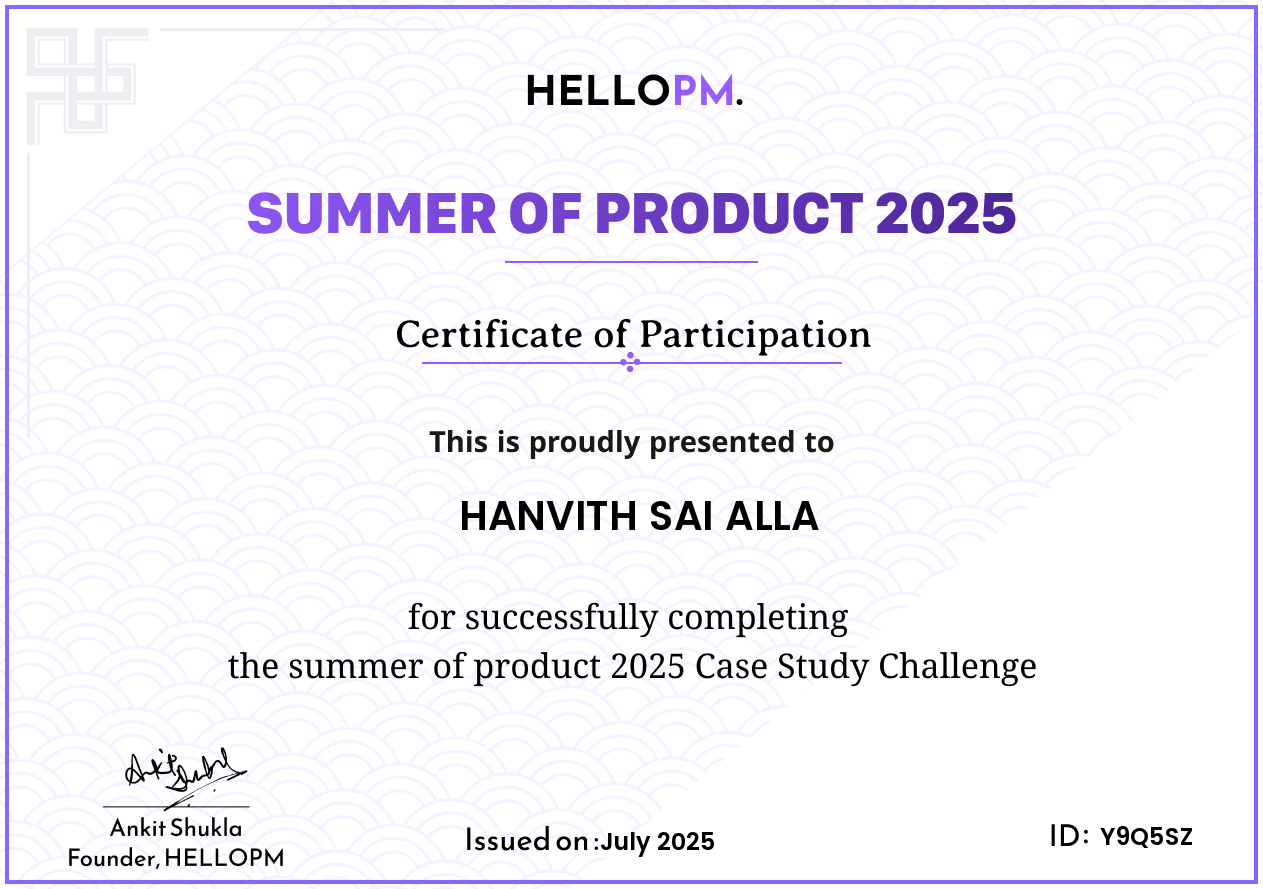 HELLOPM.
SUMMER OF PRODUCT 2025
Certificate of Participation
This is proudly presented to
HANVITH SAI ALLA
for successfully completing
the summer of product 2025 Case Study Challenge
Ankit Shukla
Ankit Shukla
Founder, HELLOPM
Issued on :July 2025
ID: Y9Q5SZ